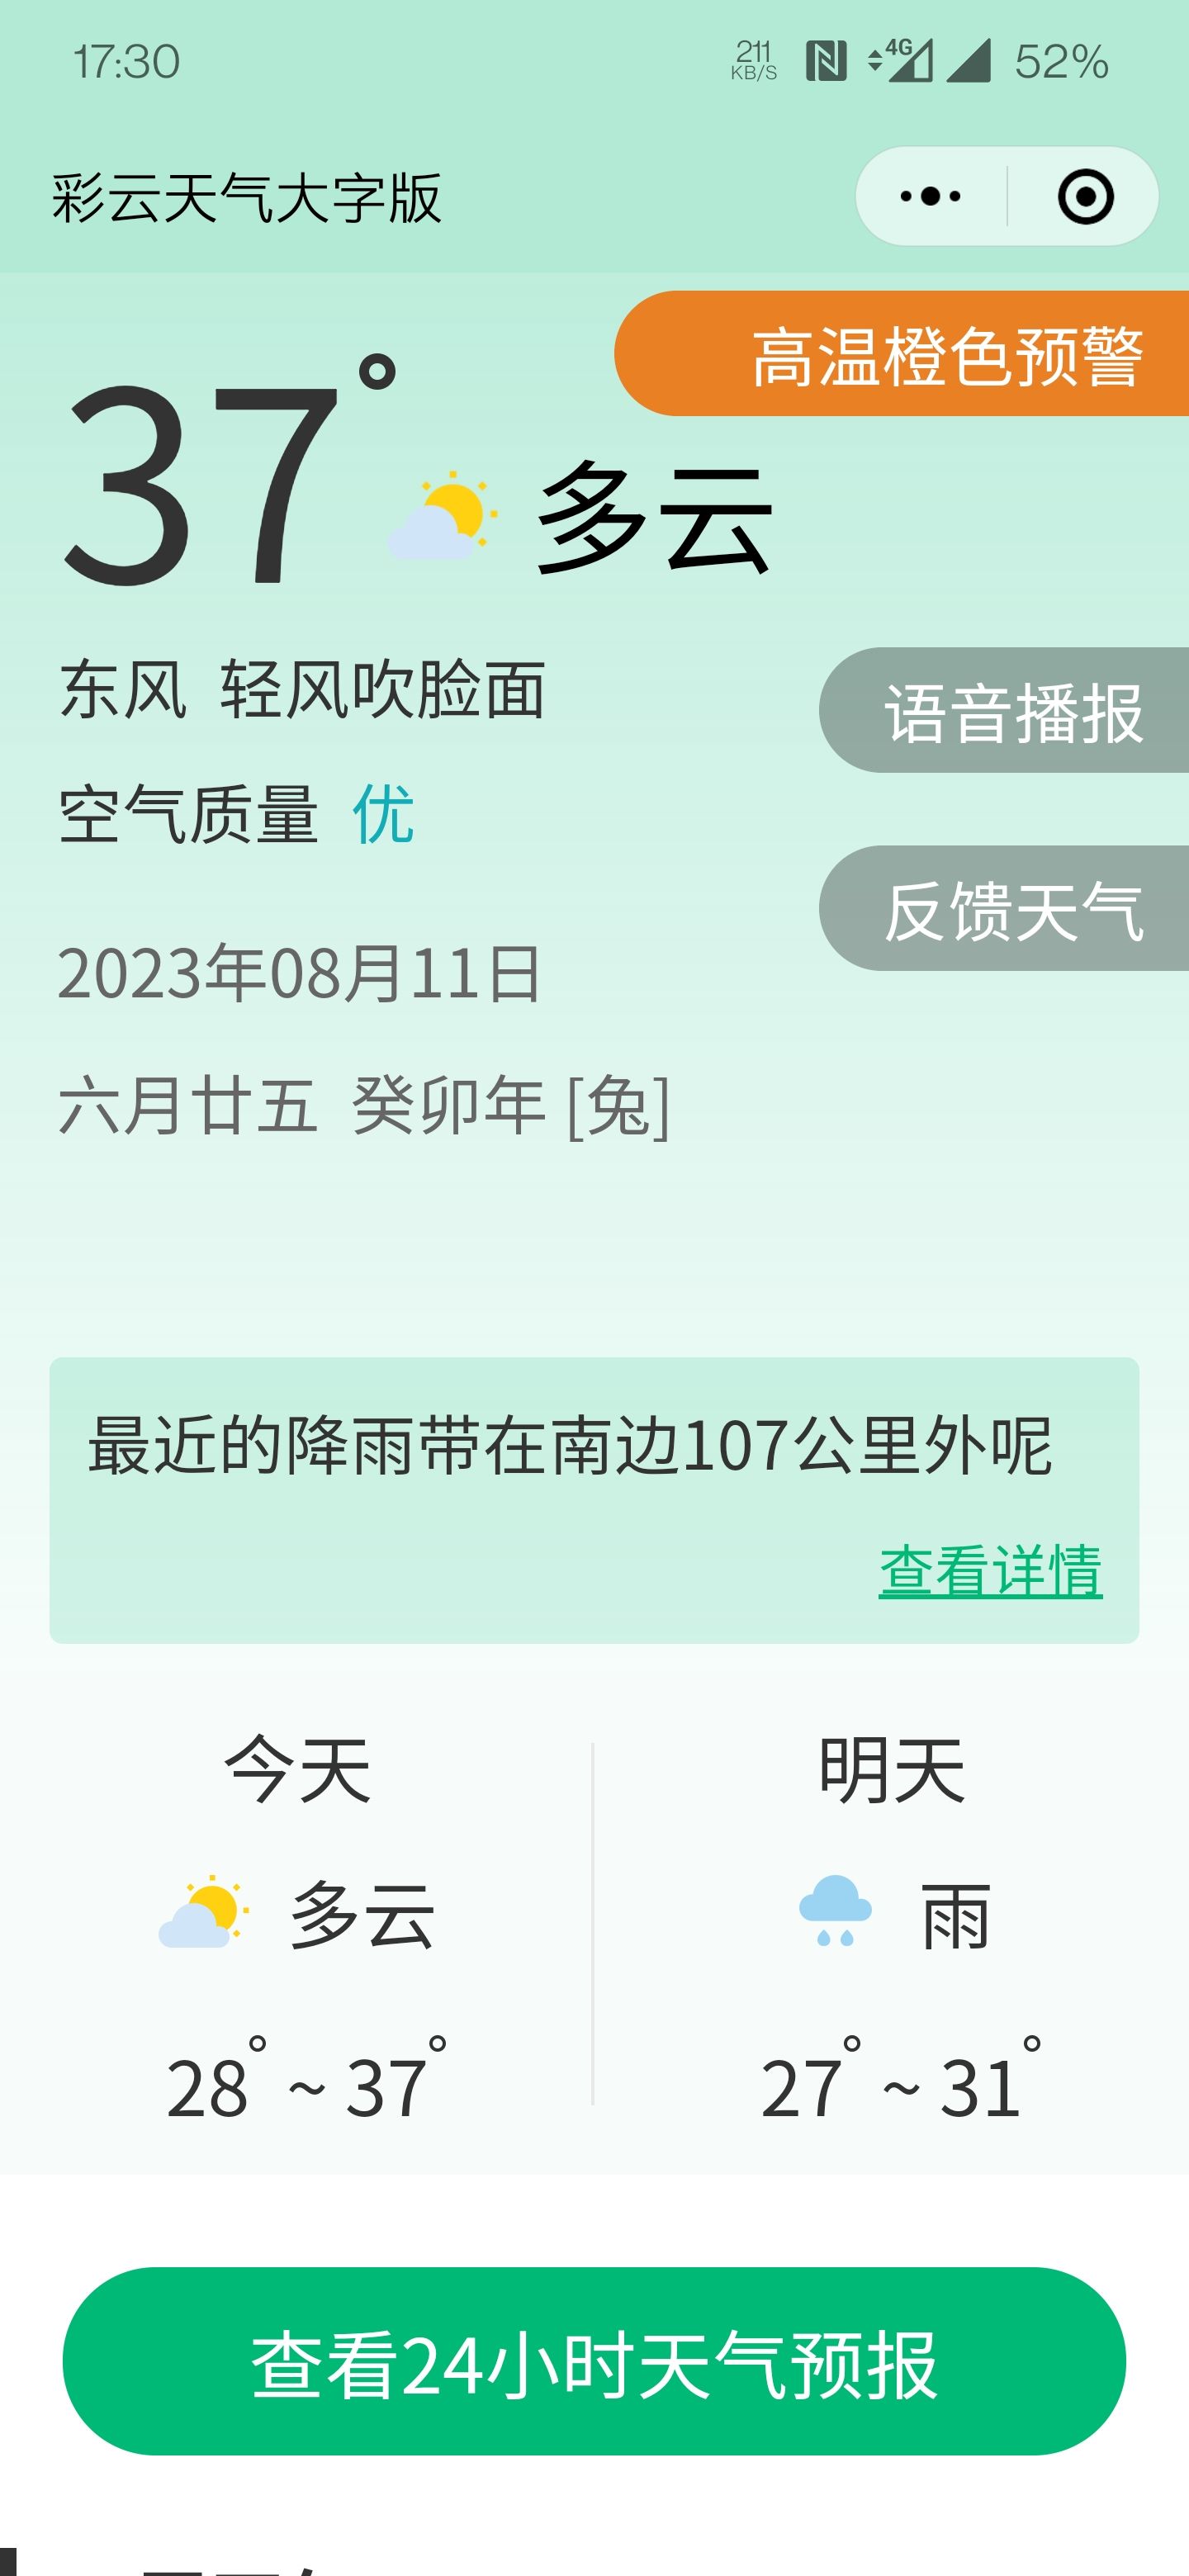 17:30
211
KB/S
4G
52%
彩云天气大字版
高温橙色预警
37°
多云
东风 轻风吹脸面
语音播报
空气质量 优
反馈天气
2023年08月11日
六月廿五 癸卯年 [兔]
最近的降雨带在南边107公里外呢
查看详情
今天
明天
多云
雨
28° ~ 37°
27° ~ 31°
查看24小时天气预报